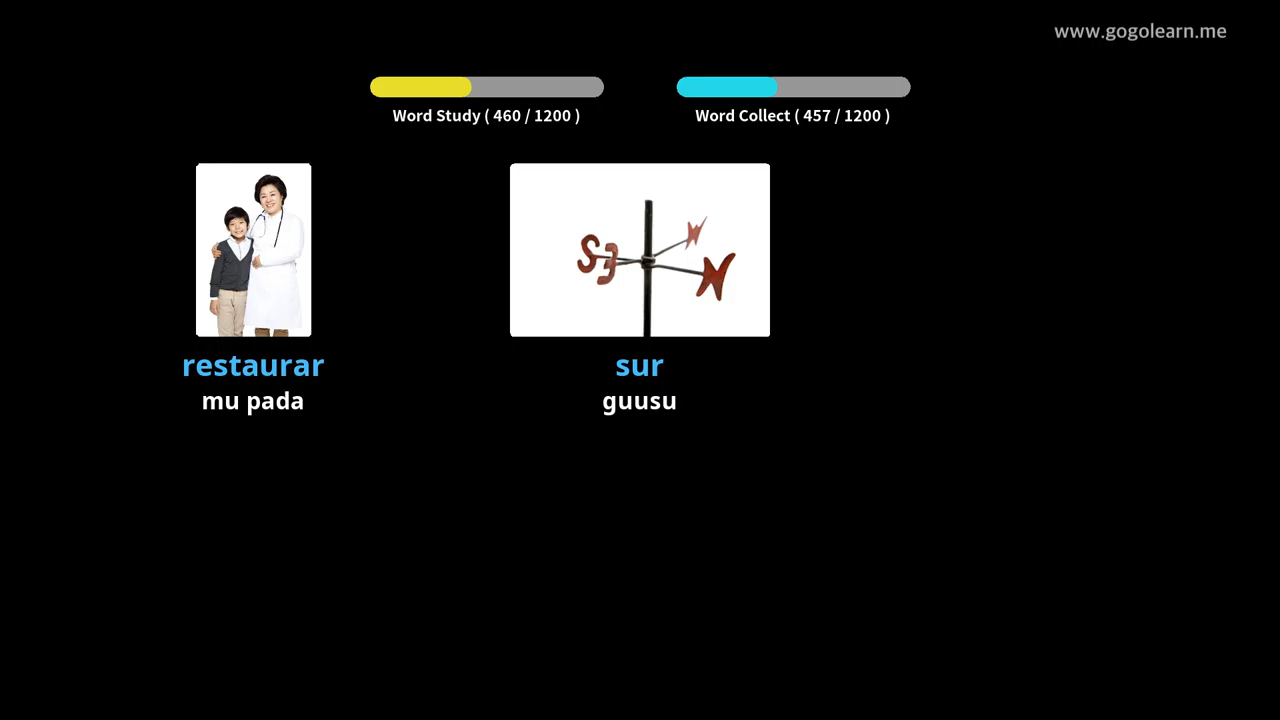 www.gogolearn.me
Word Study ( 460 / 1200 )
Word Collect ( 457 / 1200 )
S
restaurar
mu pada
sur
guusu